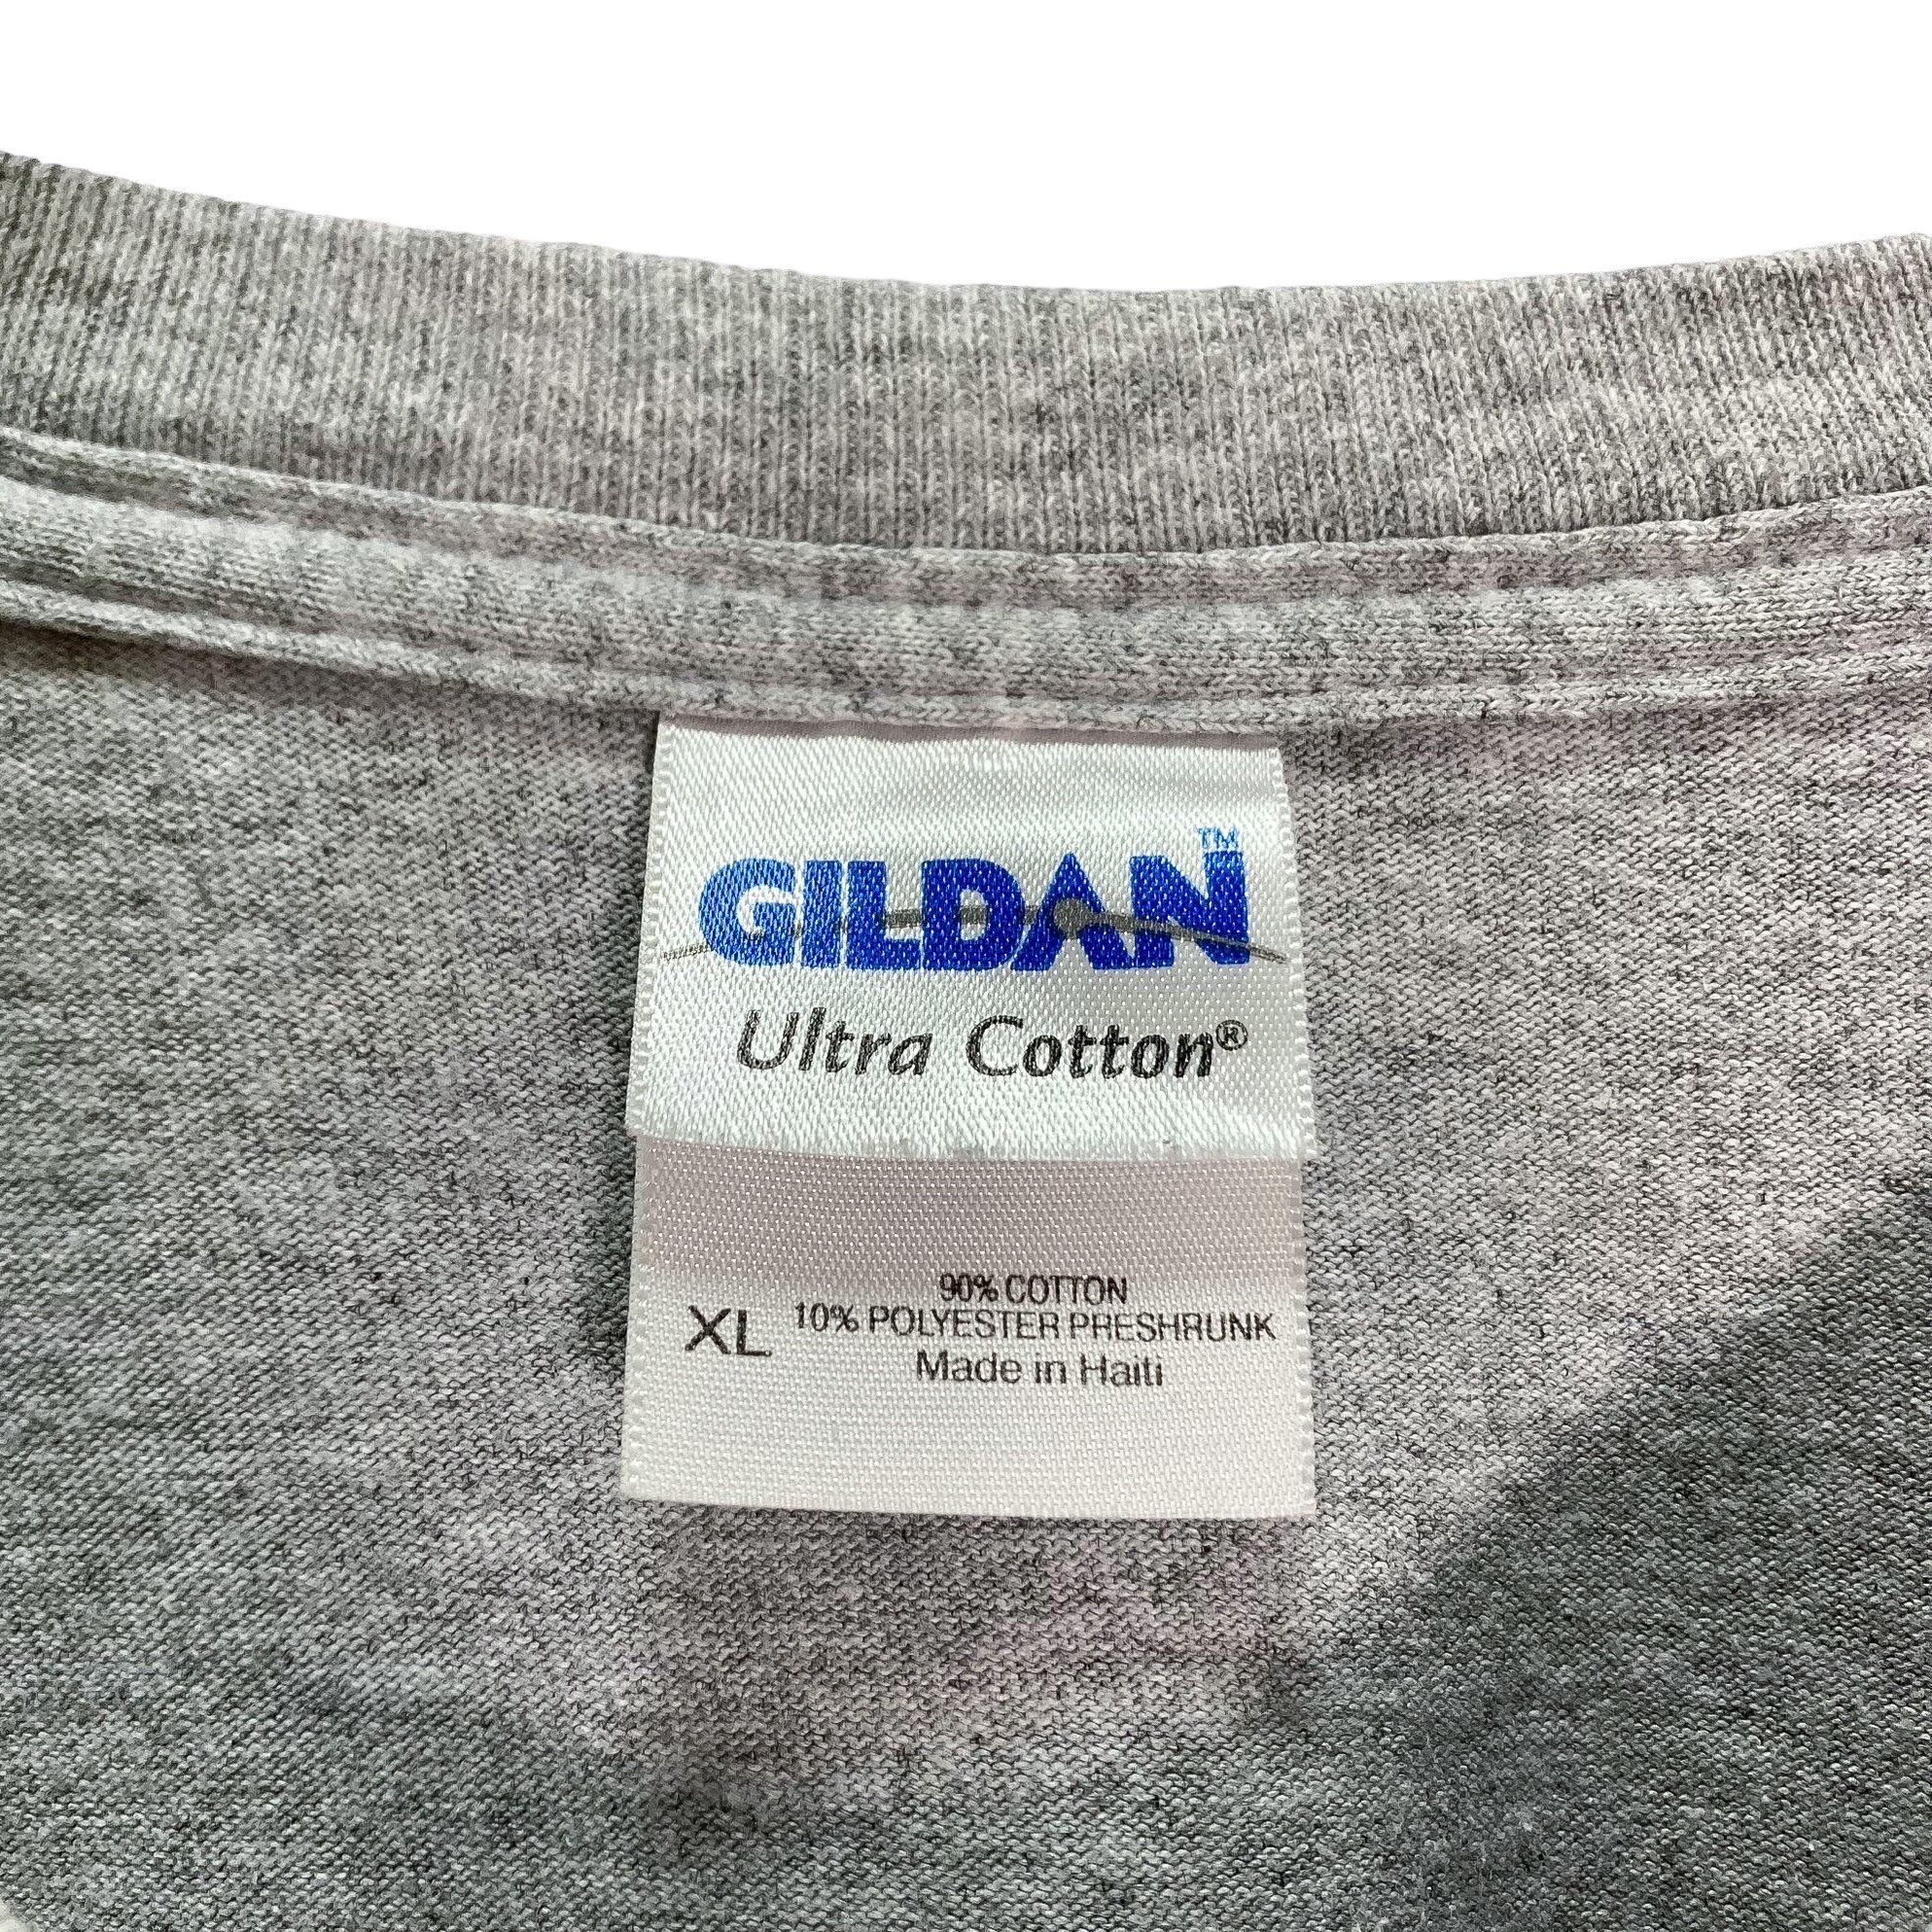 GILDAN™
Ultra Cotton®
90% COTTON
XL 10% POLYESTER PRESHRUNK
Made in Haiti